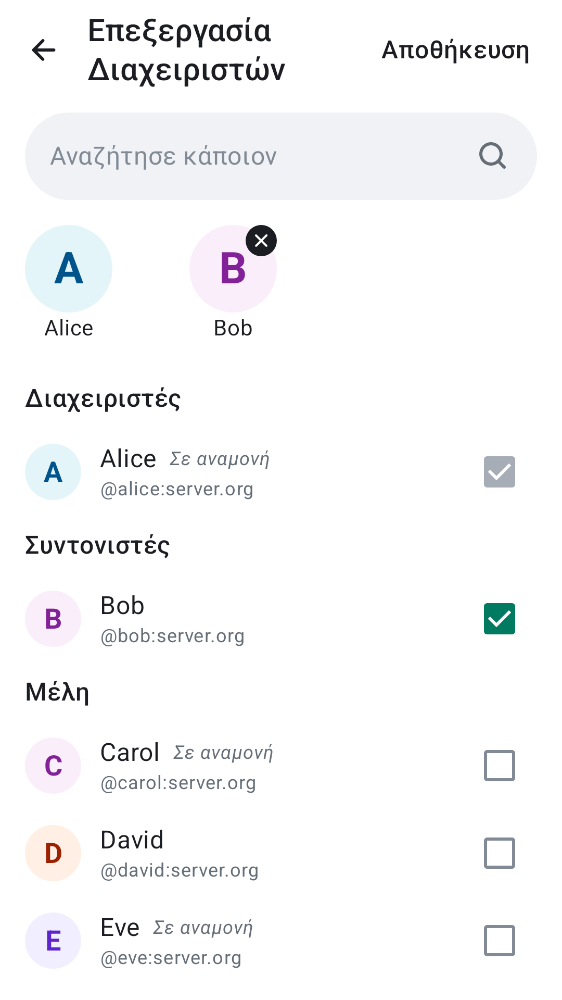 Επεξεργασία
Διαχειριστών
Αποθήκευση
Αναζήτησε κάποιον
A
B
Alice
Bob
Διαχειριστές
A
Alice Σε αναμονή
@alice:server.org
Συντονιστές
B
Bob
@bob:server.org
Μέλη
C
Carol Σε αναμονή
@carol:server.org
D
David
@david:server.org
E
Eve Σε αναμονή
@eve:server.org